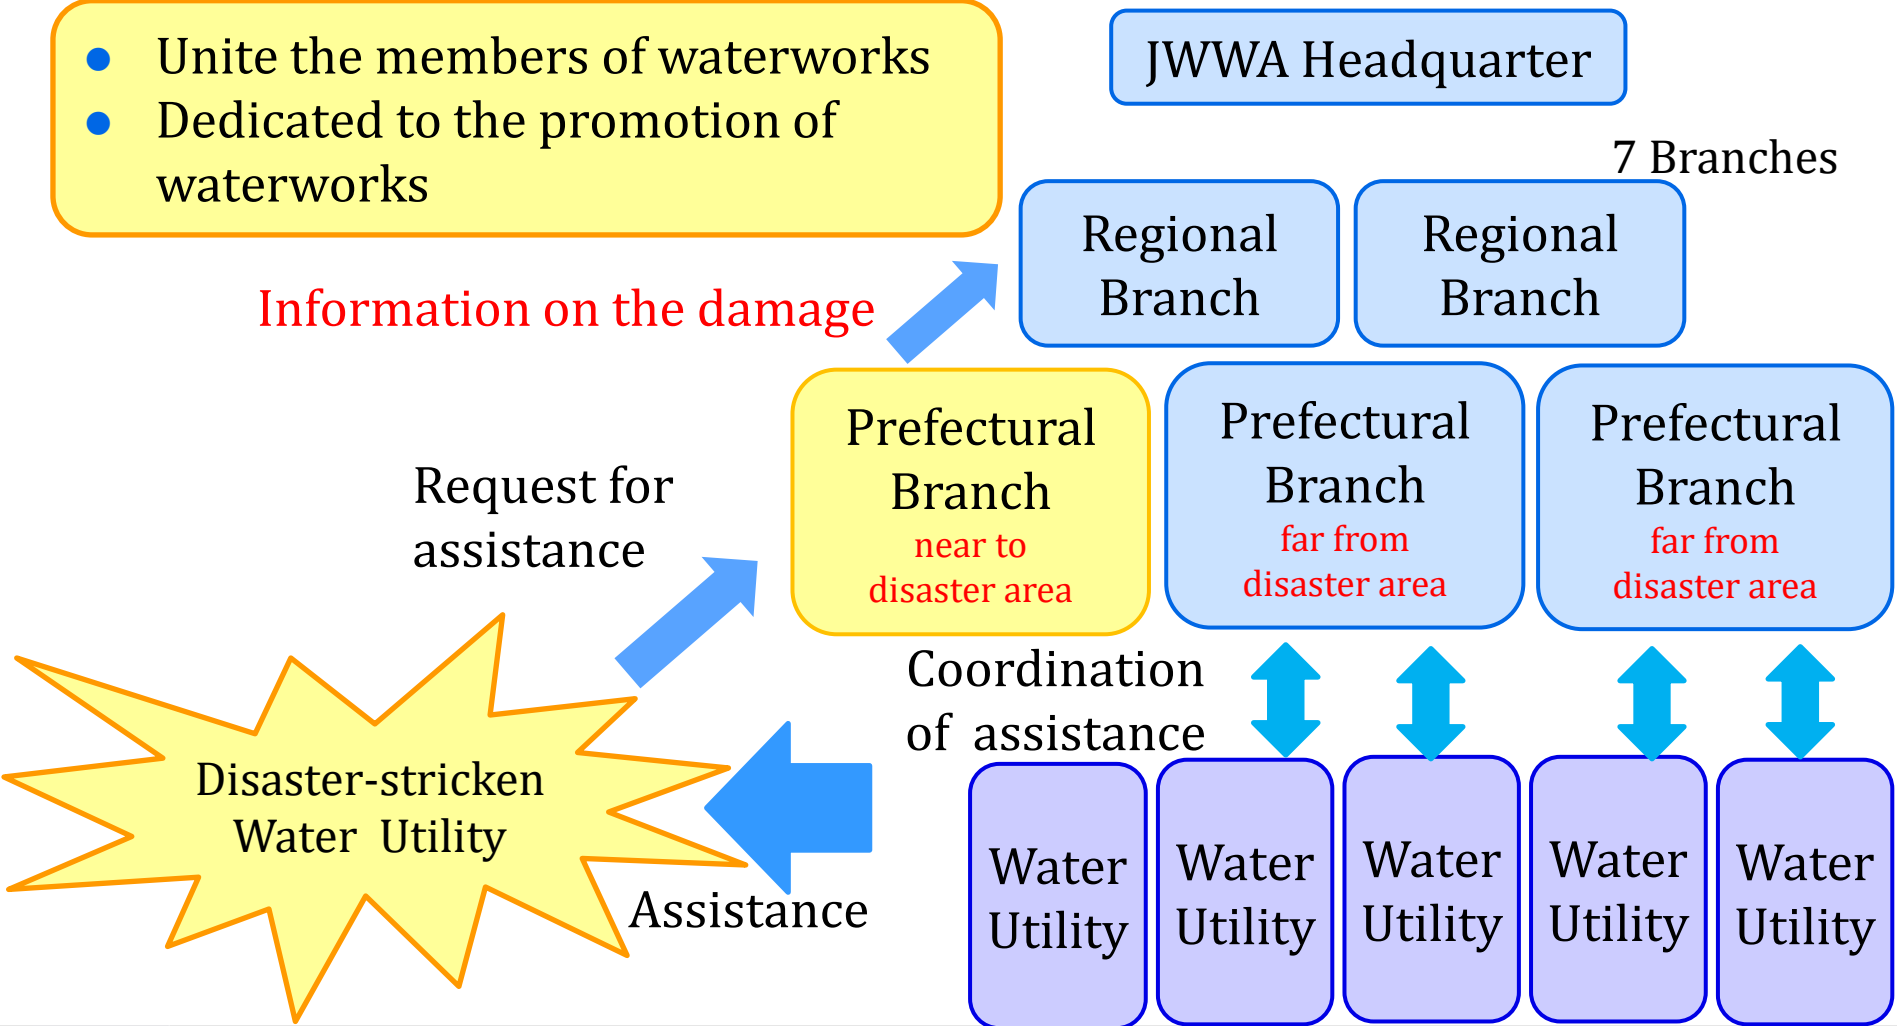 Unite the members of waterworks
Dedicated to the promotion of
waterworks
JWWA Headquarter
7 Branches
Regional
Branch
Regional
Branch
Information on the damage
Prefectural
Branch
near to
disaster area
Prefectural
Branch
far from
disaster area
Prefectural
Branch
far from
disaster area
Request for
assistance
Coordination
of assistance
Disaster-stricken
Water Utility
Assistance
Water
Utility
Water
Utility
Water
Utility
Water
Utility
Water
Utility